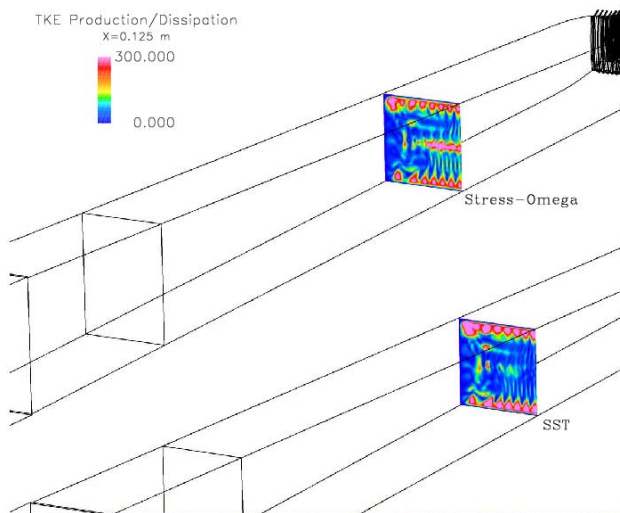 TKE Production/Dissipation
X=0.125 m
300.000
0.000
Stress-Omega
SST